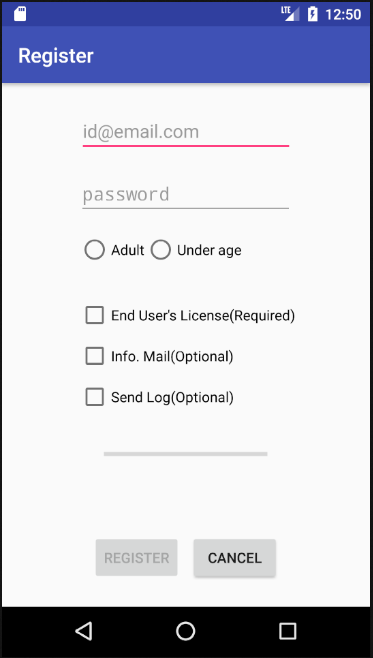 LTE 12:50
Register
id@email.com
password
Adult Under age
End User's License(Required)
Info. Mail(Optional)
Send Log(Optional)
REGISTER CANCEL